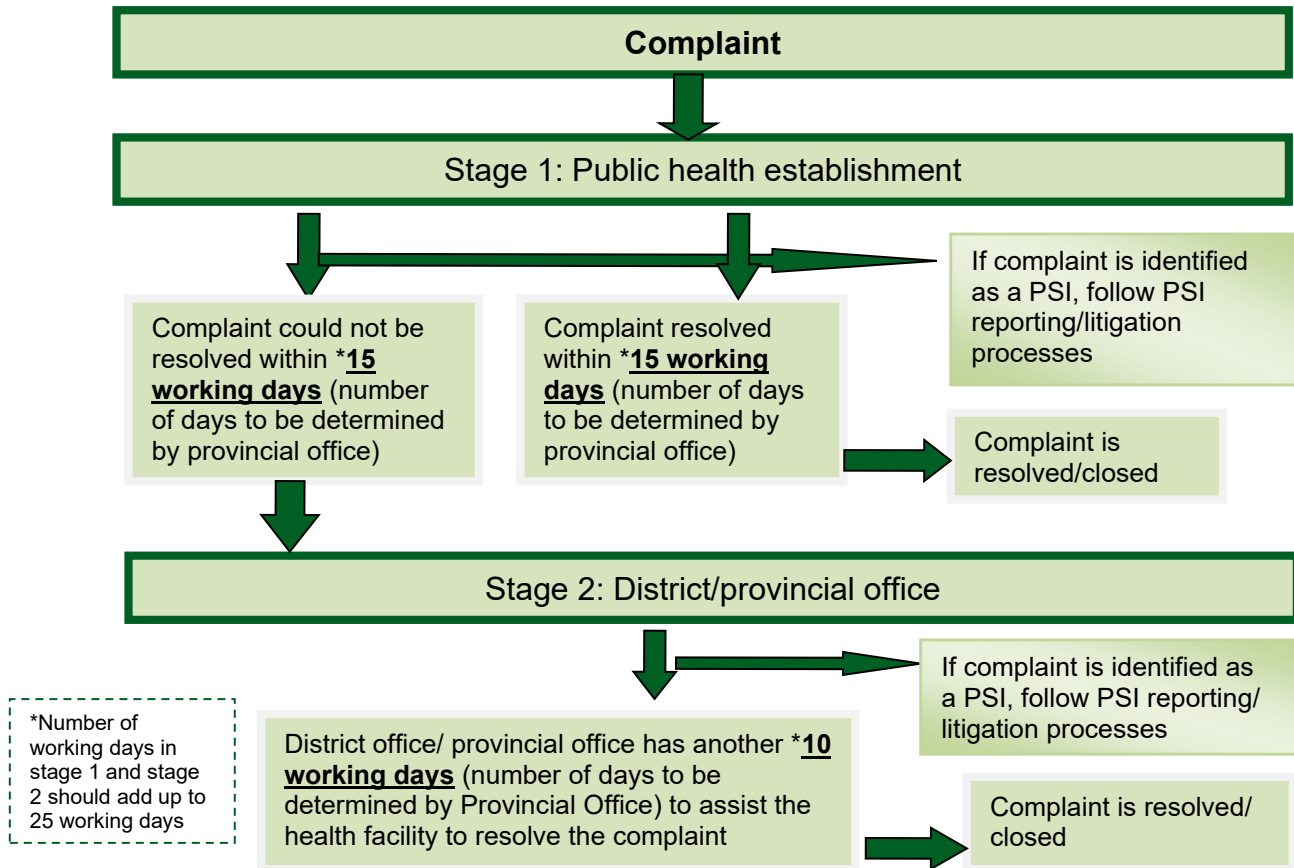 Complaint
Stage 1: Public health establishment
If complaint is identified
as a PSI, follow PSI
reporting/litigation
processes
Complaint could not be
resolved within *15
working days (number
of days to be determined
by provincial office)
Complaint resolved
within *15 working
days (number of days
to be determined by
provincial office)
Complaint is
resolved/closed
Stage 2: District/provincial office
If complaint is identified as
a PSI, follow PSI reporting/
litigation processes
*Number of
working days in
stage 1 and stage
2 should add up to
25 working days
District office/ provincial office has another *10
working days (number of days to be
determined by Provincial Office) to assist the
health facility to resolve the complaint
Complaint is resolved/
closed